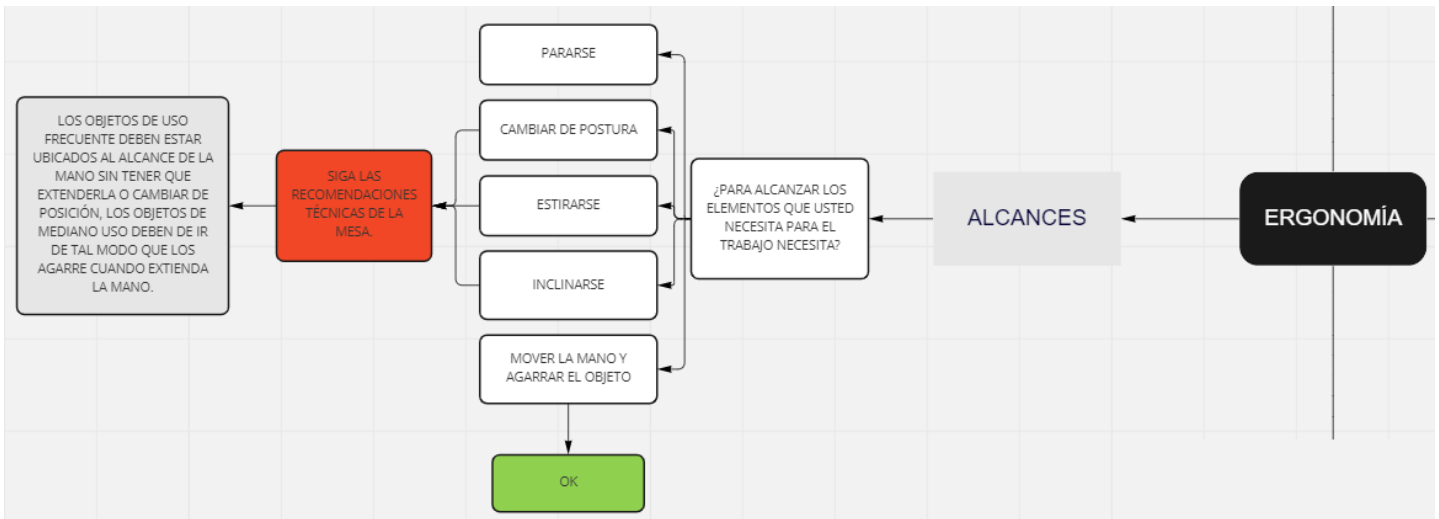 PARARSE
CAMBIAR DE POSTURA
ESTIRARSE
INCLINARSE
MOVER LA MANO Y
AGARRAR EL OBJETO
OK
LOS OBJETOS DE USO
FRECUENTE DEBEN ESTAR
UBICADOS AL ALCANCE DE LA
MANO SIN TENER QUE
EXTENDERLA O CAMBIAR DE
POSICIÓN, LOS OBJETOS DE
MEDIANO USO DEBEN DE IR
DE TAL MODO QUE LOS
AGARRE CUANDO EXTIENDA
LA MANO.
SIGA LAS
RECOMENDACIONES
TÉCNICAS DE LA
MESA.
¿PARA ALCANZAR LOS
ELEMENTOS QUE USTED
NECESITA PARA EL
TRABAJO NECESITA?
ALCANCES
ERGONOMÍA